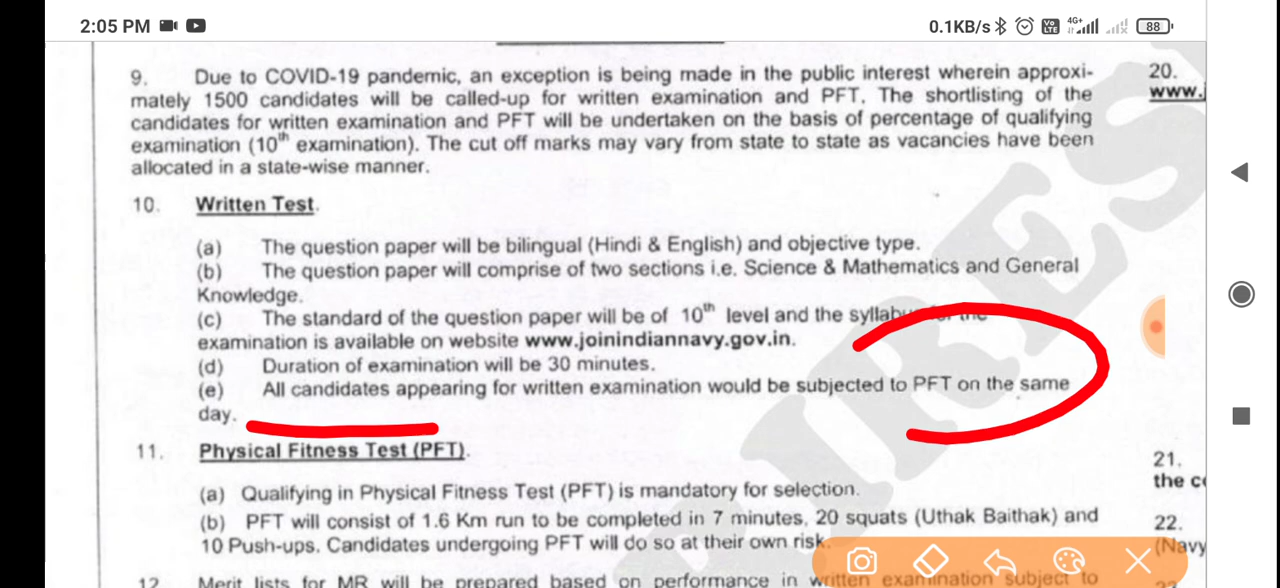 2:05 PM
0.1KB/s 4G+ 88
9. Due to COVID-19 pandemic, an exception is being made in the public interest wherein approxi-
mately 1500 candidates will be called-up for written examination and PFT. The shortlisting of the
candidates for written examination and PFT will be undertaken on the basis of percentage of qualifying
examination (10th examination). The cut off marks may vary from state to state as vacancies have been
allocated in a state-wise manner.
10. Written Test.
(a) The question paper will be bilingual (Hindi & English) and objective type.
(b) The question paper will comprise of two sections i.e. Science & Mathematics and General
Knowledge.
(c) The standard of the question paper will be of 10th level and the syllabus for the
examination is available on website www.joinindiannavy.gov.in.
(d) Duration of examination will be 30 minutes.
(e) All candidates appearing for written examination would be subjected to PFT on the same
day.
11. Physical Fitness Test (PFT).
(a) Qualifying in Physical Fitness Test (PFT) is mandatory for selection.
(b) PFT will consist of 1.6 Km run to be completed in 7 minutes, 20 squats (Uthak Baithak) and
10 Push-ups. Candidates undergoing PFT will do so at their own risk.
12 Merit lists for MR will be prepared based on performance in written examination subject to
20.
www.j
21.
the c
22.
(Navy